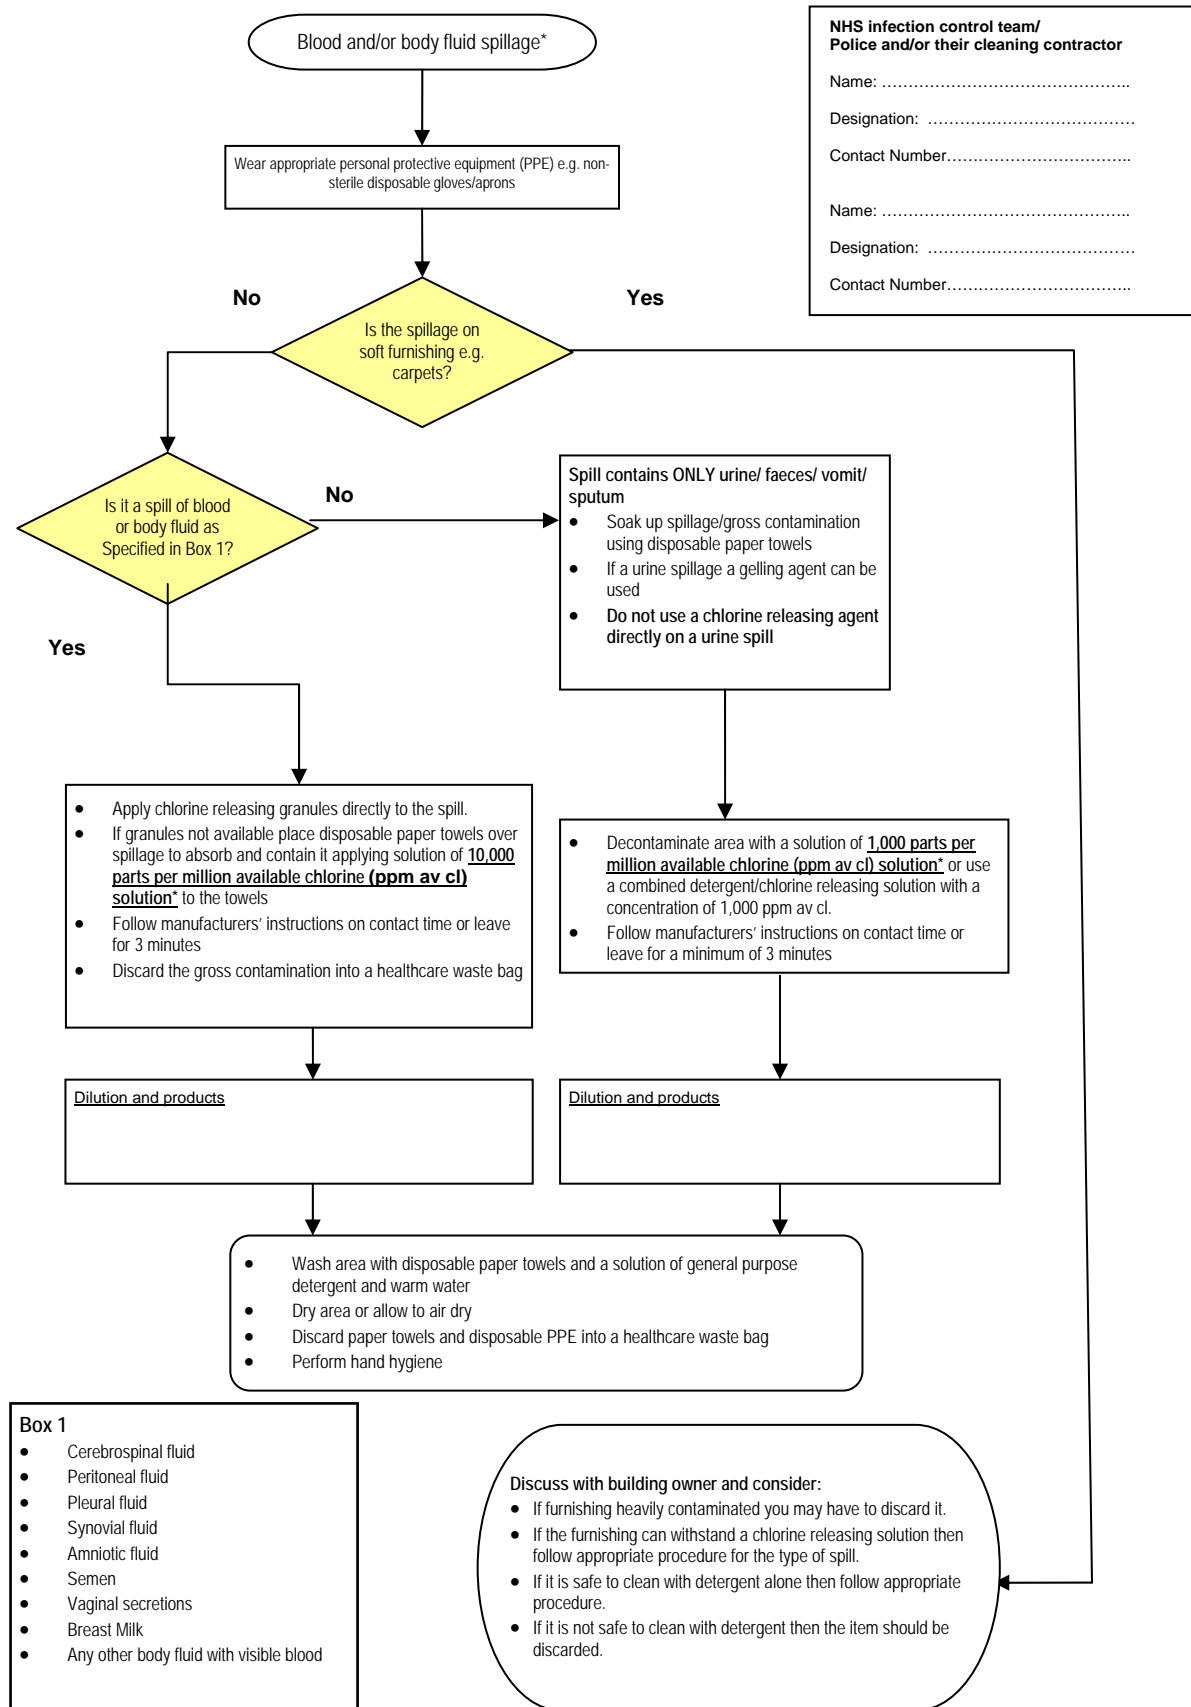 Blood and/or body fluid spillage*
NHS infection control team/
Police and/or their cleaning contractor
Name: ………………………………………..
Designation: …………………………………
Contact Number……………………………..
Name: ………………………………………..
Designation: …………………………………
Contact Number……………………………..
Wear appropriate personal protective equipment (PPE) e.g. non-
sterile disposable gloves/aprons
No
Yes
Is the spillage on
soft furnishing e.g.
carpets?
Is it a spill of blood
or body fluid as
Specified in Box 1?
No
Yes
Spill contains ONLY urine/ faeces/ vomit/
sputum
● Soak up spillage/gross contamination
using disposable paper towels
● If a urine spillage a gelling agent can be
used
● Do not use a chlorine releasing agent
directly on a urine spill
● Apply chlorine releasing granules directly to the spill.
● If granules not available place disposable paper towels over
spillage to absorb and contain it applying solution of 10,000
parts per million available chlorine (ppm av cl)
solution* to the towels
● Follow manufacturers' instructions on contact time or leave
for 3 minutes
● Discard the gross contamination into a healthcare waste bag
● Decontaminate area with a solution of 1,000 parts per
million available chlorine (ppm av cl) solution* or use
a combined detergent/chlorine releasing solution with a
concentration of 1,000 ppm av cl.
● Follow manufacturers' instructions on contact time or
leave for a minimum of 3 minutes
Dilution and products
Dilution and products
● Wash area with disposable paper towels and a solution of general purpose
detergent and warm water
● Dry area or allow to air dry
● Discard paper towels and disposable PPE into a healthcare waste bag
● Perform hand hygiene
Box 1
● Cerebrospinal fluid
● Peritoneal fluid
● Pleural fluid
● Synovial fluid
● Amniotic fluid
● Semen
● Vaginal secretions
● Breast Milk
● Any other body fluid with visible blood
Discuss with building owner and consider:
● If furnishing heavily contaminated you may have to discard it.
● If the furnishing can withstand a chlorine releasing solution then
follow appropriate procedure for the type of spill.
● If it is safe to clean with detergent alone then follow appropriate
procedure.
● If it is not safe to clean with detergent then the item should be
discarded.